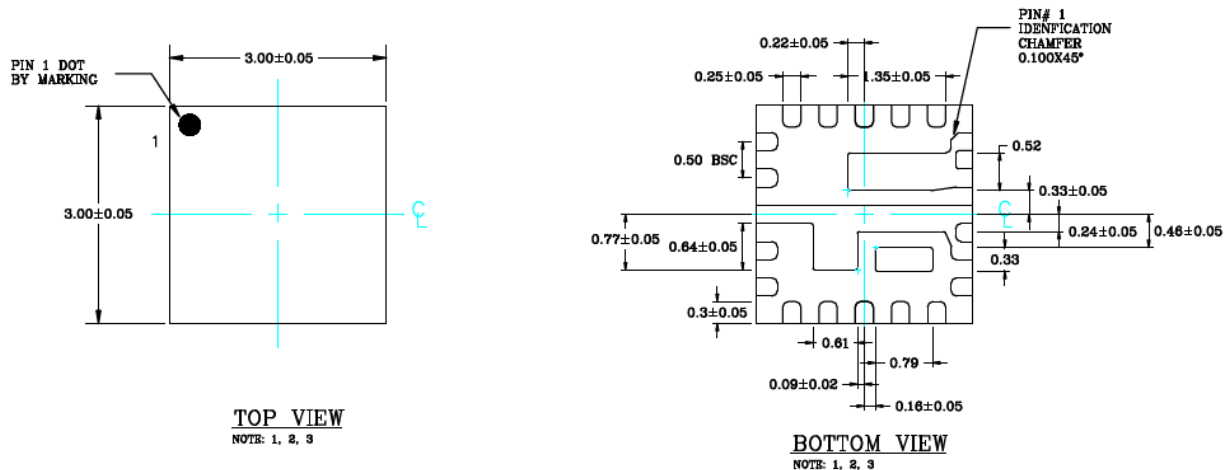 PIN 1 DOT
BY MARKING
3.00±0.05
1
3.00±0.05
CL
TOP VIEW
NOTE: 1, 2, 3
PIN# 1
IDENFICATION
CHAMFER
0.100X45°
0.22±0.05
0.25±0.05
1.35±0.05
0.50 BSC
0.52
0.33±0.05
CL
0.77±0.05
0.64±0.05
0.24±0.05
0.46±0.05
0.33
0.3±0.05
0.61
0.79
0.09±0.02
0.16±0.05
BOTTOM VIEW
NOTE: 1, 2, 3